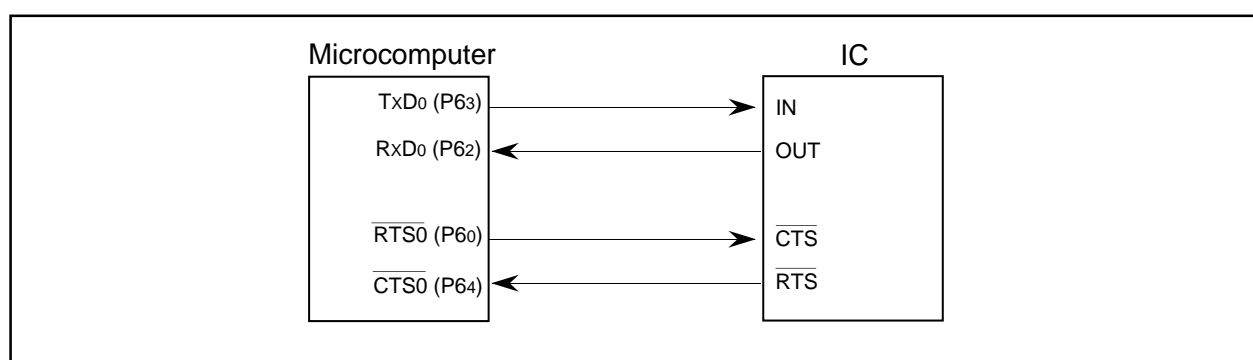 Microcomputer
TxD0 (P63)
RxD0 (P62)
RTS0 (P60)
CTS0 (P64)
IC
IN
OUT
CTS
RTS